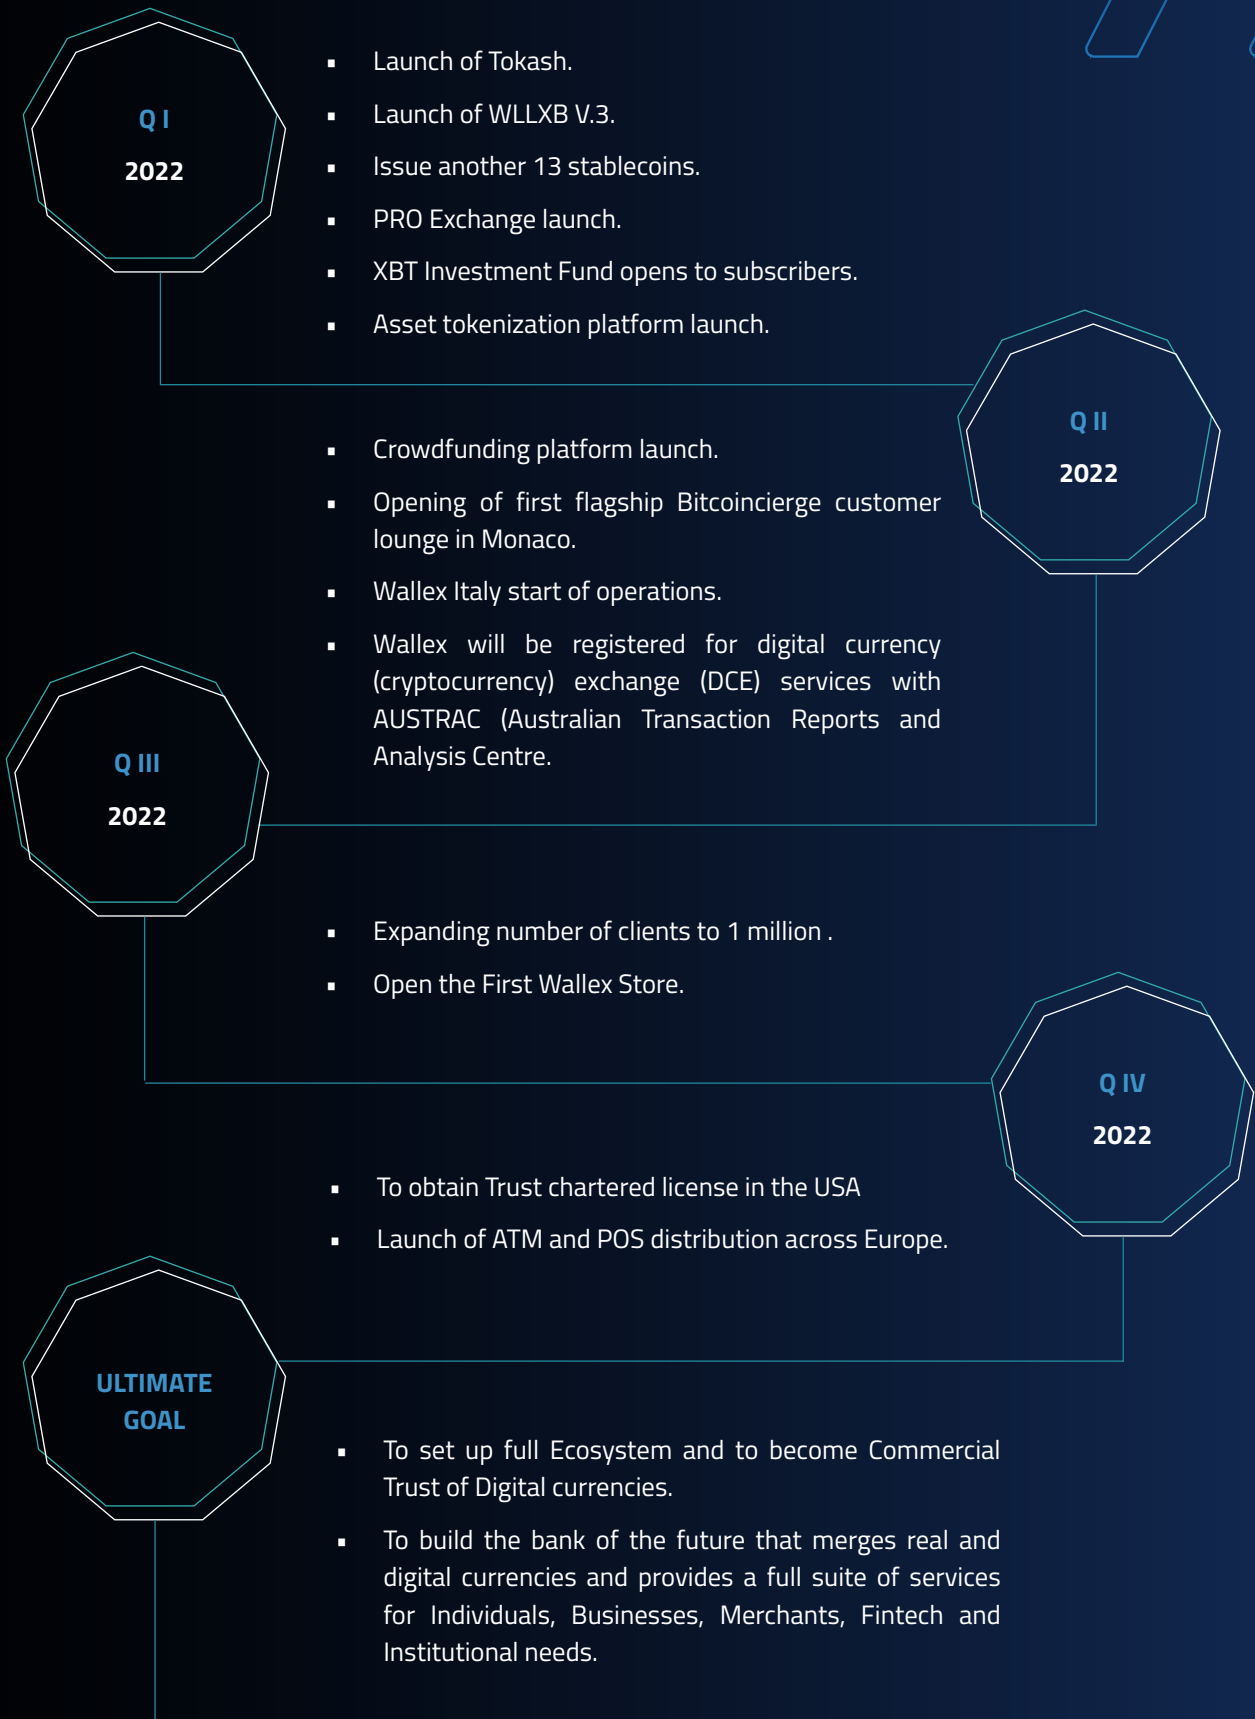 Q I
2022
▪ Launch of Tokash.
▪ Launch of WLLXB V.3.
▪ Issue another 13 stablecoins.
▪ PRO Exchange launch.
▪ XBT Investment Fund opens to subscribers.
▪ Asset tokenization platform launch.
Q II
2022
▪ Crowdfunding platform launch.
▪ Opening of first flagship Bitcoincierge customer
lounge in Monaco.
▪ Wallex Italy start of operations.
▪ Wallex will be registered for digital currency
(cryptocurrency) exchange (DCE) services with
AUSTRAC (Australian Transaction Reports and
Analysis Centre.
Q III
2022
▪ Expanding number of clients to 1 million .
▪ Open the First Wallex Store.
Q IV
2022
▪ To obtain Trust chartered license in the USA
▪ Launch of ATM and POS distribution across Europe.
ULTIMATE
GOAL
▪ To set up full Ecosystem and to become Commercial
Trust of Digital currencies.
▪ To build the bank of the future that merges real and
digital currencies and provides a full suite of services
for Individuals, Businesses, Merchants, Fintech and
Institutional needs.